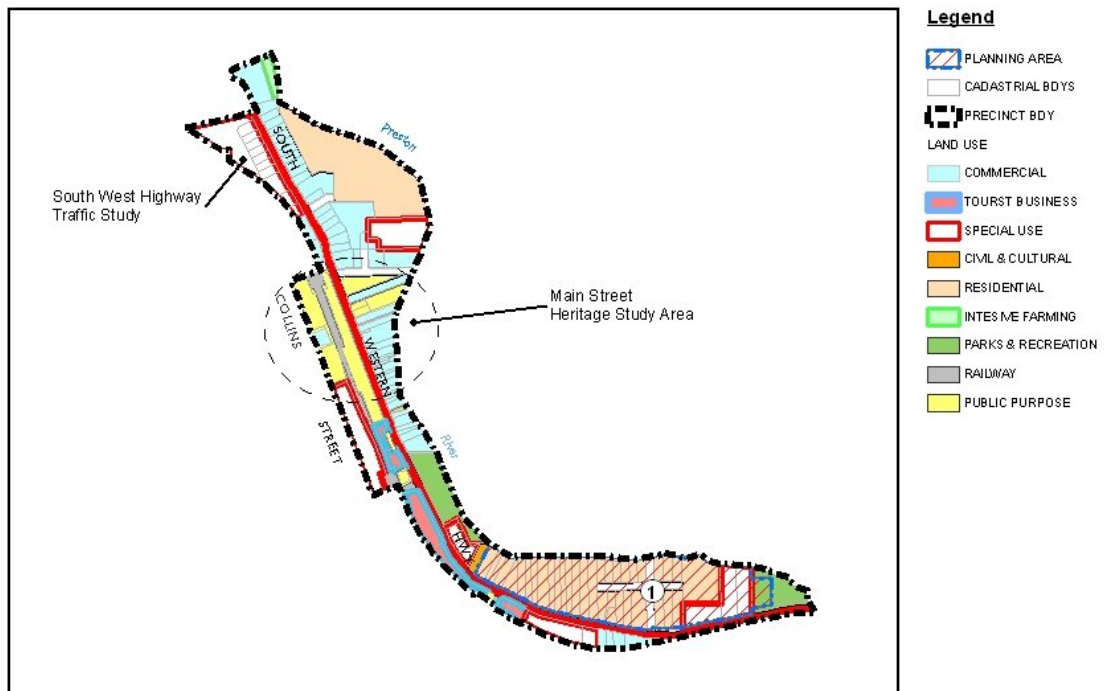 Legend
PLANNING AREA
CADASTRIAL BDYS
PRECINCT BDY
LAND USE
COMMERCIAL
TOURST BUSINESS
SPECIAL USE
CIVIL & CULTURAL
RESIDENTIAL
INTESIVE FARMING
PARKS & RECREATION
RAILWAY
PUBLIC PURPOSE
SOUTH
Preston
South West Highway
Traffic Study
COLLINS
Main Street
Heritage Study Area
WESTERN
STREET
River
HWY
1